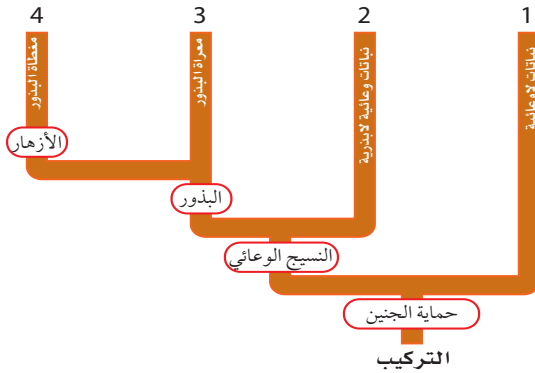 1
2
3
4
نباتات لاوعائية
نباتات وعائية لابذرية
معراة البذور
مغطاة البذور
الأزهار
البذور
النسيج الوعائي
حماية الجنين
التركيب